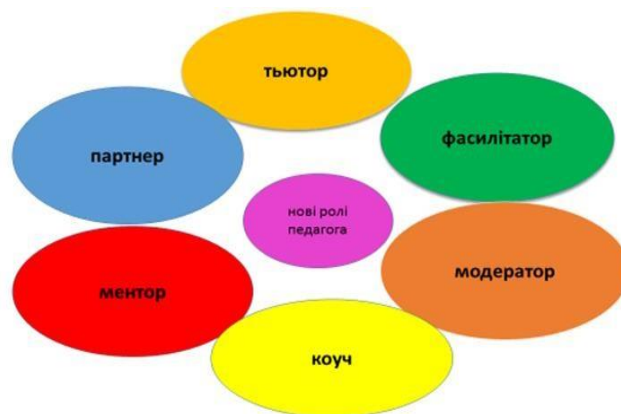 тьютор
партнер
фасилітатор
нові ролі
педагога
ментор
модератор
коуч